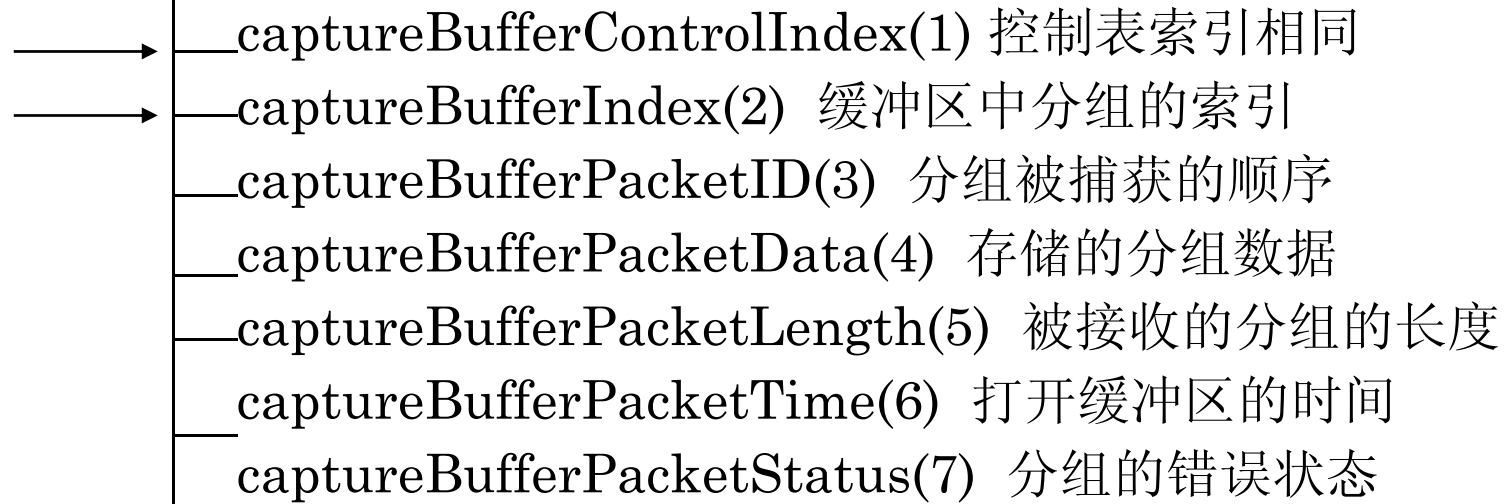 captureBufferControlIndex(1) 控制表索引相同
captureBufferIndex(2) 缓冲区中分组的索引
captureBufferPacketID(3) 分组被捕获的顺序
captureBufferPacketData(4) 存储的分组数据
captureBufferPacketLength(5) 被接收的分组的长度
captureBufferPacketTime(6) 打开缓冲区的时间
captureBufferPacketStatus(7) 分组的错误状态